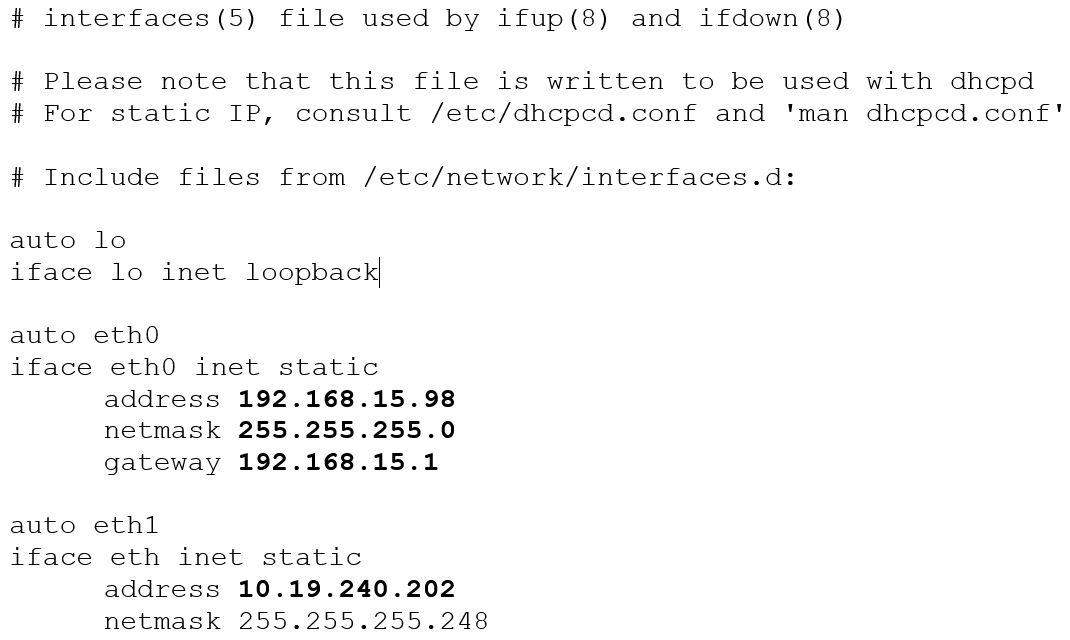 # interfaces(5) file used by ifup(8) and ifdown(8)
# Please note that this file is written to be used with dhcpd
# For static IP, consult /etc/dhcpcd.conf and 'man dhcpcd.conf'
# Include files from /etc/network/interfaces.d:
auto lo
iface lo inet loopback
auto eth0
iface eth0 inet static
address 192.168.15.98
netmask 255.255.255.0
gateway 192.168.15.1
auto eth1
iface eth inet static
address 10.19.240.202
netmask 255.255.255.248